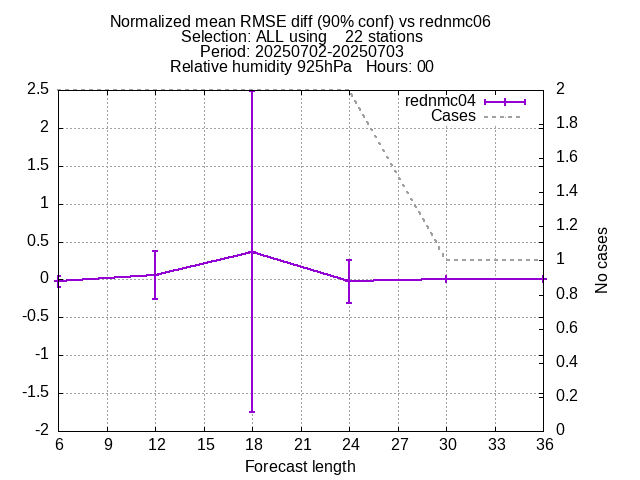 Normalized mean RMSE diff (90% conf) vs rednmc06
Selection: ALL using    22 stations
Period: 20250702-20250703
Relative humidity 925hPa   Hours: 00
rednmc04
Cases
2.5
2
1.5
1
0.5
0
-0.5
-1
-1.5
-2
2
1.8
1.6
1.4
1.2
1
0.8
0.6
0.4
0.2
0
No cases
6 9 12 15 18 21 24 27 30 33 36
Forecast length